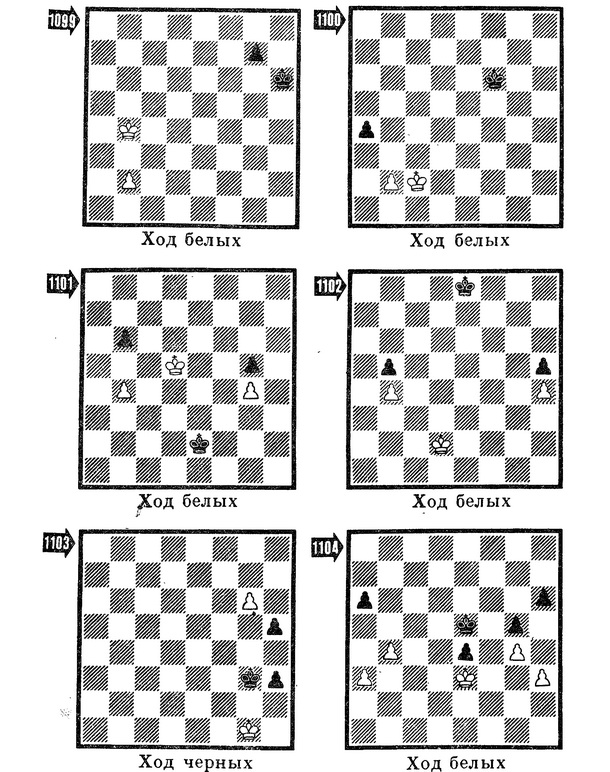 1099
1100
Ход белых
Ход белых
1101
1102
Ход белых
Ход белых
1103
1104
Ход черных
Ход белых